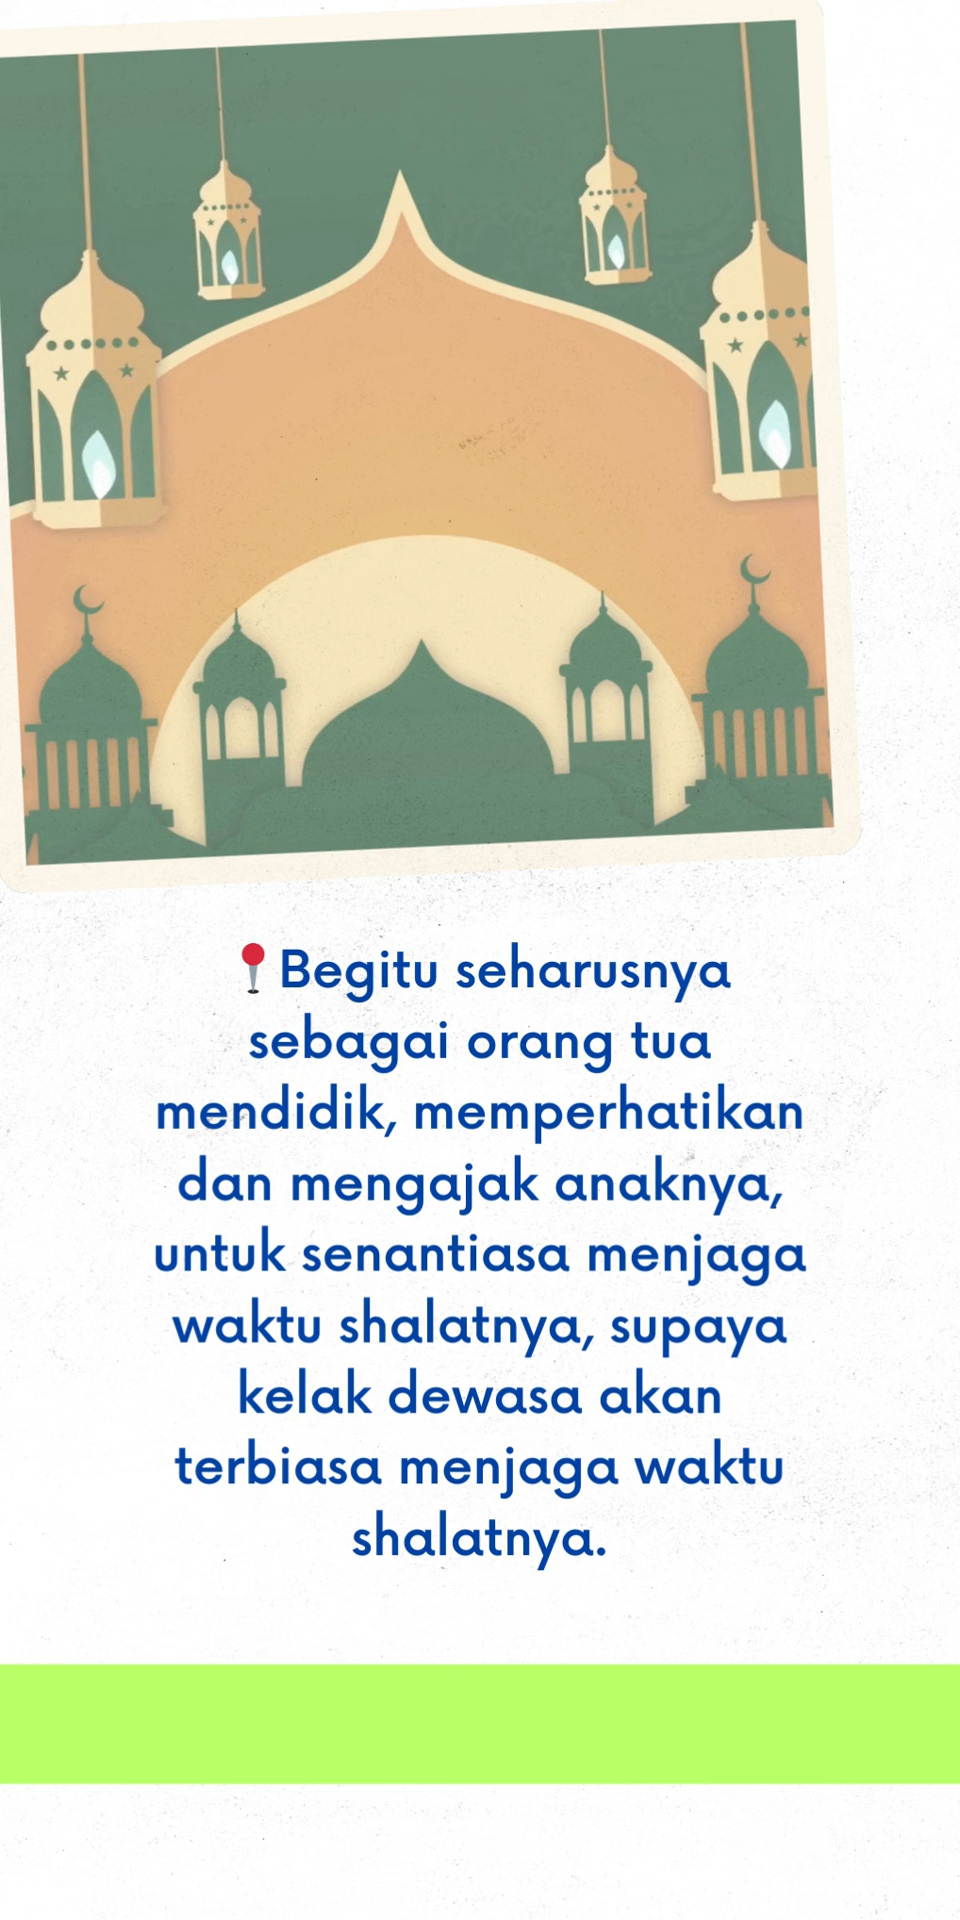 📍Begitu seharusnya
sebagai orang tua
mendidik, memperhatikan
dan mengajak anaknya,
untuk senantiasa menjaga
waktu shalatnya, supaya
kelak dewasa akan
terbiasa menjaga waktu
shalatnya.